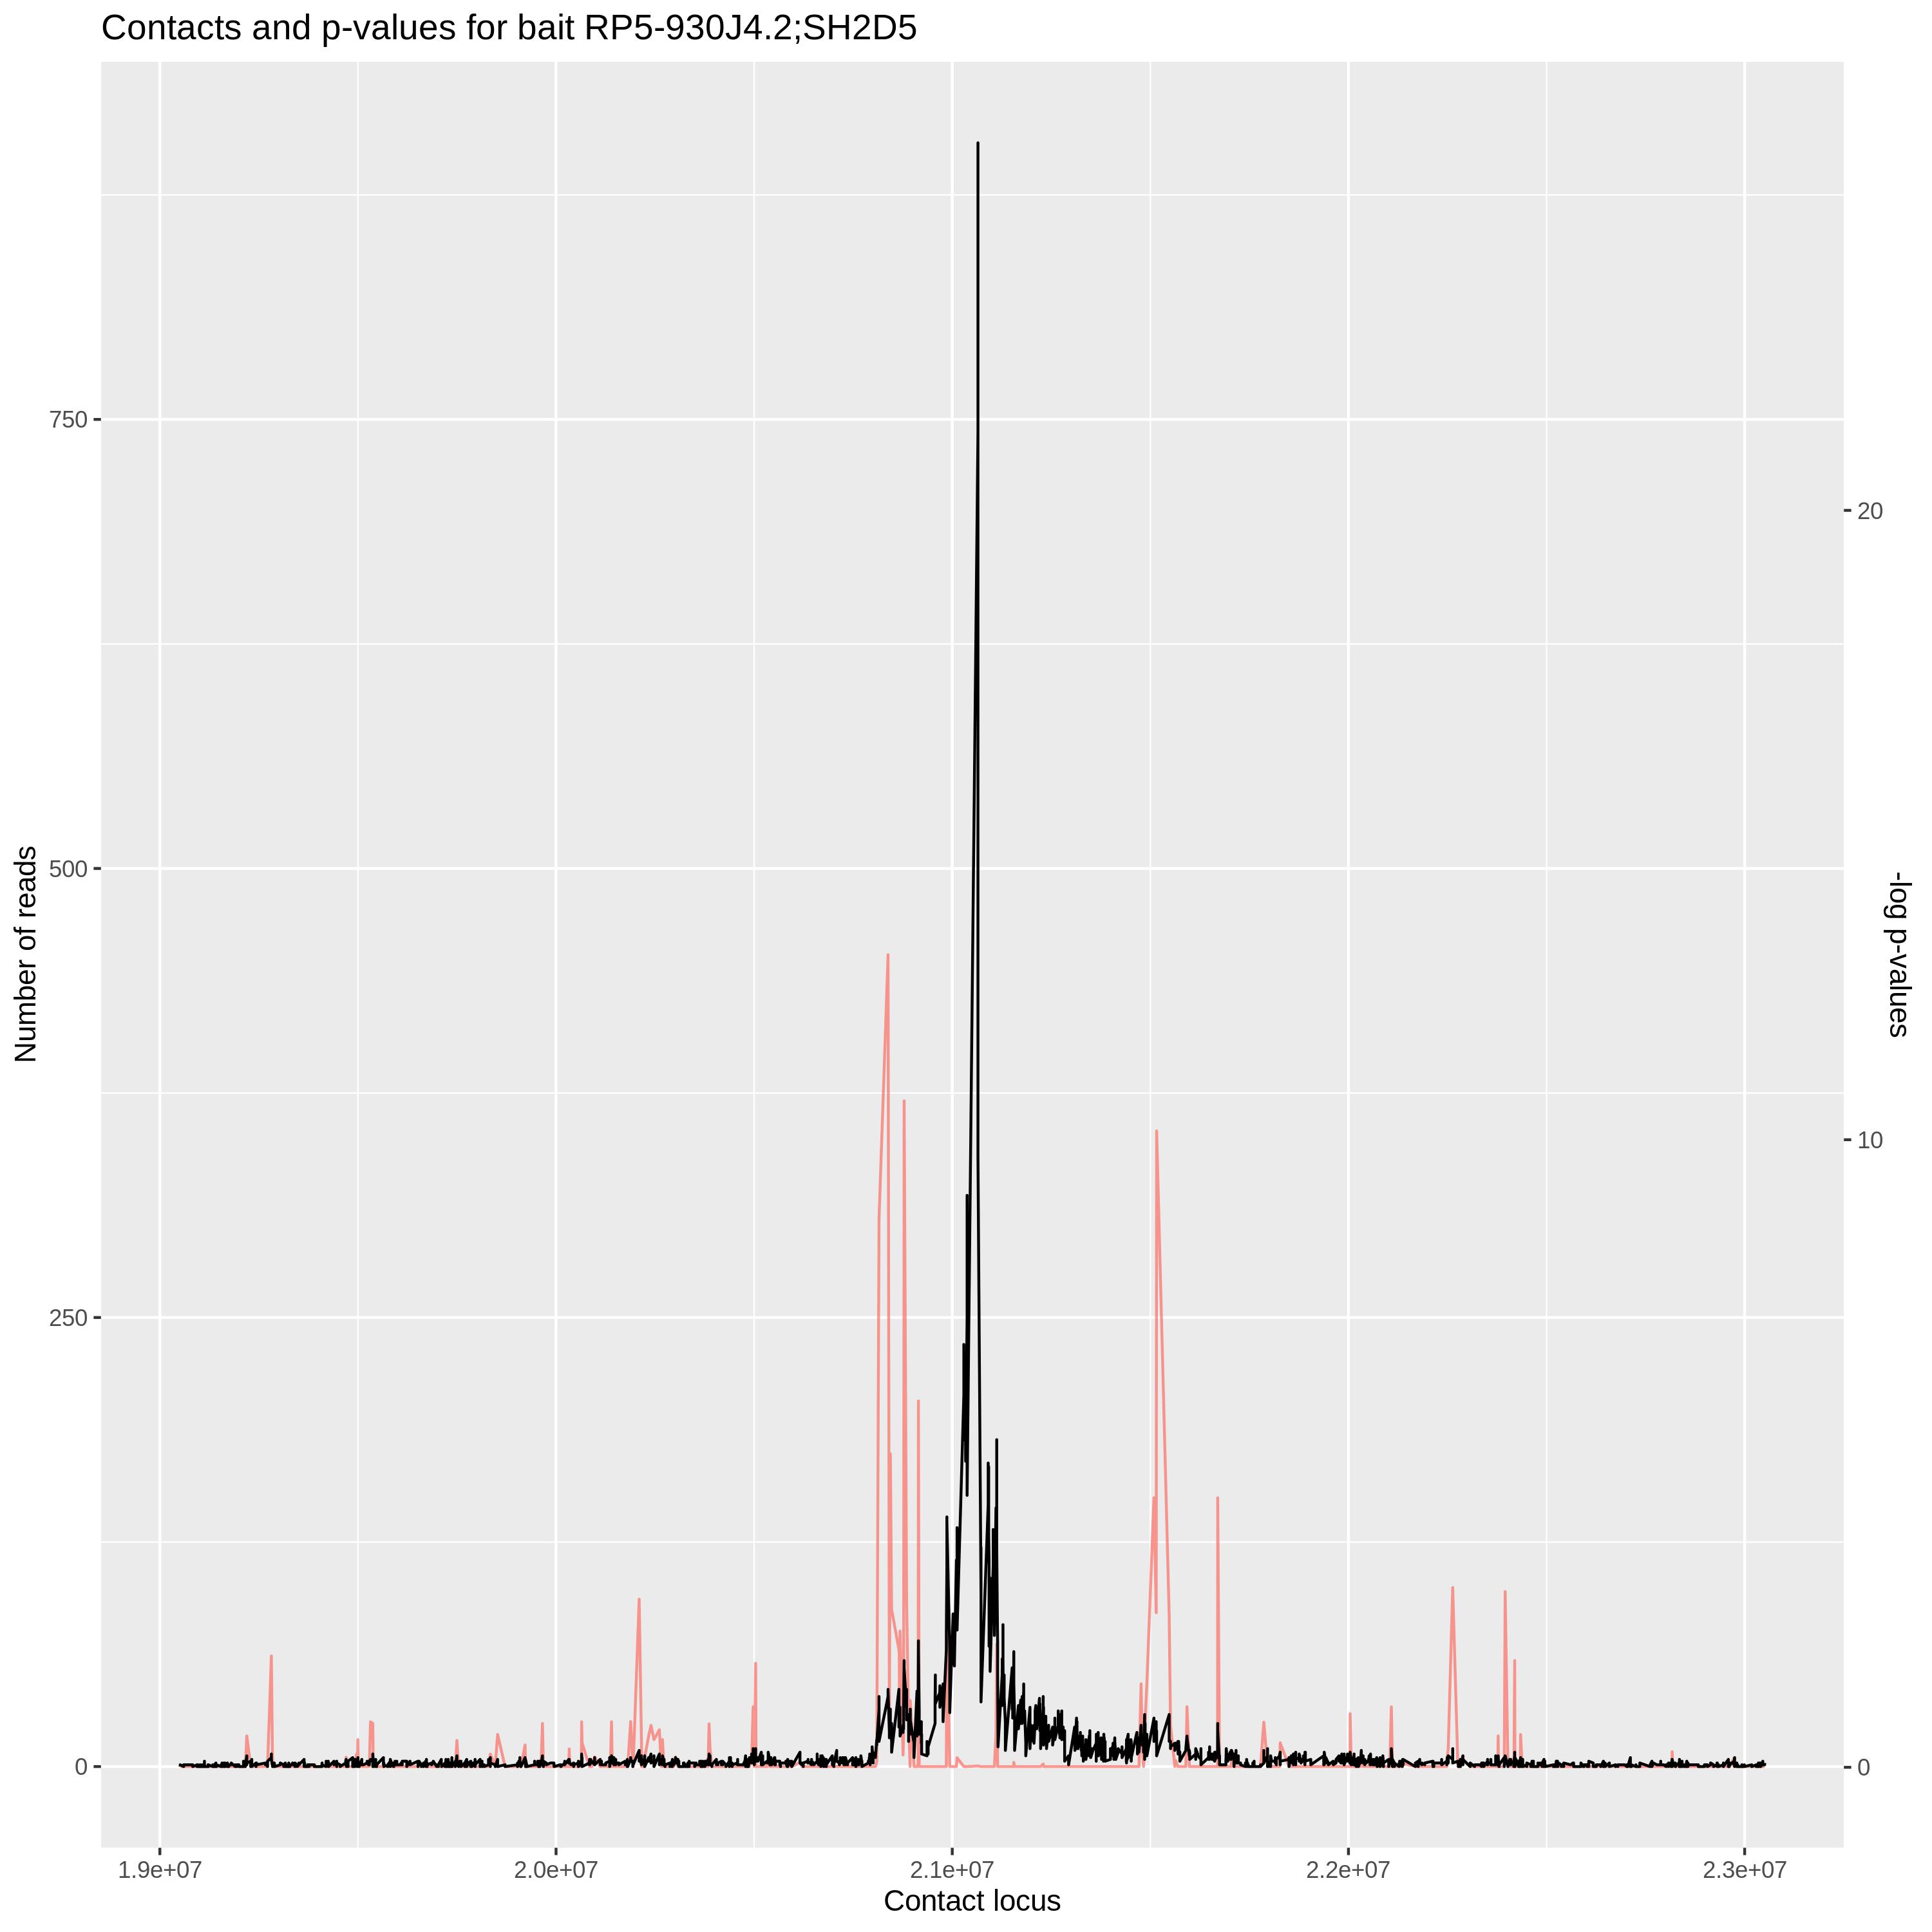 Contacts and p-values for bait RP5-930J4.2;SH2D5
Number of reads
750
500
250
0
20
10
0
-log p-values
1.9e+07
2.0e+07
2.1e+07
2.2e+07
2.3e+07
Contact locus